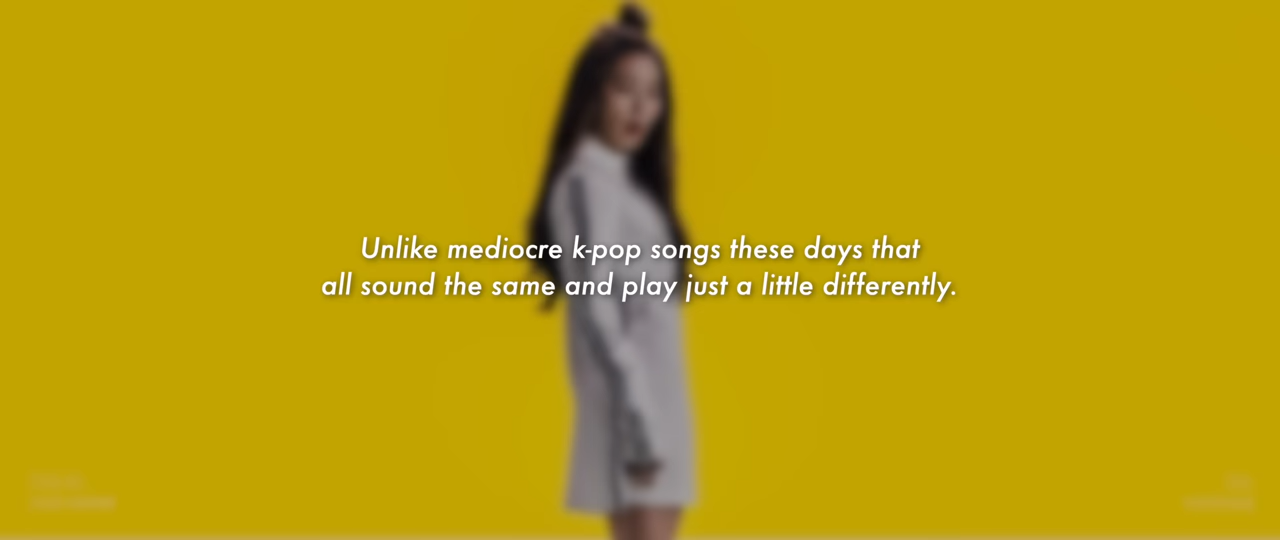 Unlike mediocre k-pop songs these days that
all sound the same and play just a little differently.